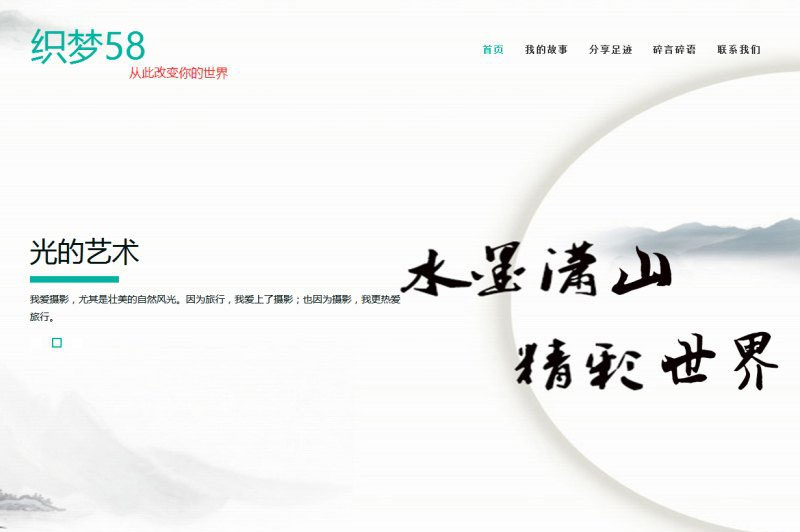 织梦58
从此改变你的世界
首页 我的故事 分享足迹 碎言碎语 联系我们
光的艺术
我爱摄影，尤其是壮美的自然风光。因为旅行，我爱上了摄影；也因为摄影，我更热爱
旅行。
水墨潇山
精彩世界